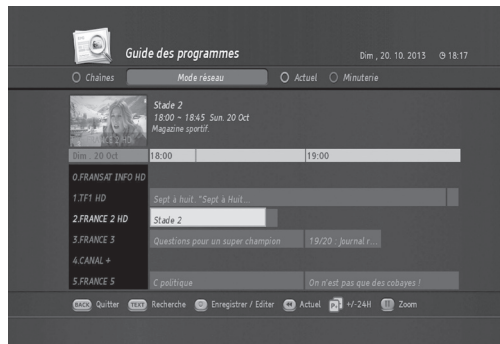 Guide des programmes
Dim , 20. 10. 2013 18:17
Chaînes Mode réseau Actuel Minuterie
Stade 2
18:00 ~ 18:45 Sun. 20 Oct
Magazine sportif.
FRANCE 2 HD
Dim . 20 Oct 18:00 19:00
0.FRANSAT INFO HD
1.TF1 HD Sept à huit. "Sept à Huit...
2.FRANCE 2 HD Stade 2
3.FRANCE 3 Questions pour un super champion 19/20 : Journal r...
4.CANAL +
5.FRANCE 5 C politique On n'est pas que des cobayes !
BACK Quitter TEXT Recherche Enregistrer / Editer Actuel +/-24H Zoom